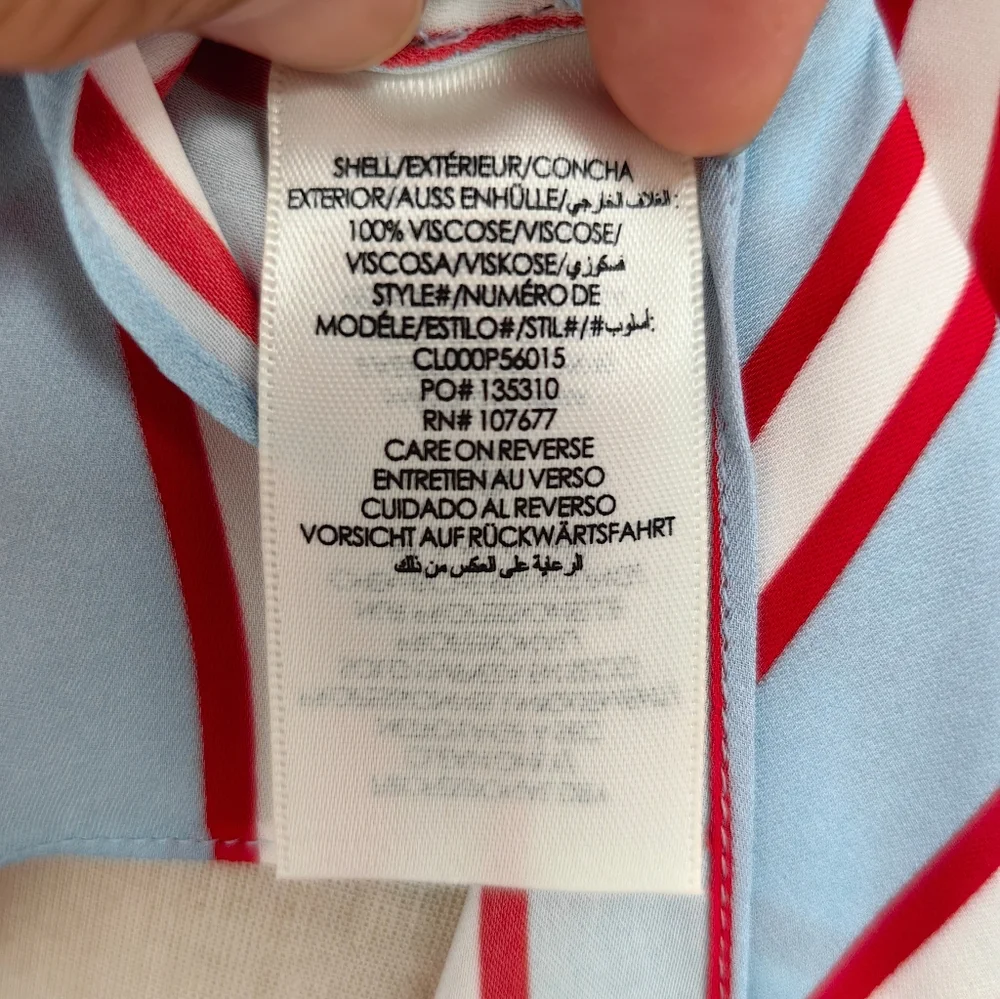 SHELL/EXTÉRIEUR/CONCHA
EXTERIOR/AUSS ENHÜLLE/الغلاف الخارجي:
100% VISCOSE/VISCOSE/
VISCOSA/VISKOSE/فسكوزي
STYLE#/NUMÉRO DE
MODÉLE/ESTILO#/STIL#/#أسلوب:
CL000P56015
PO# 135310
RN# 107677
CARE ON REVERSE
ENTRETIEN AU VERSO
CUIDADO AL REVERSO
VORSICHT AUF RÜCKWÄRTSFAHRT
الرعاية على العكس من ذلك